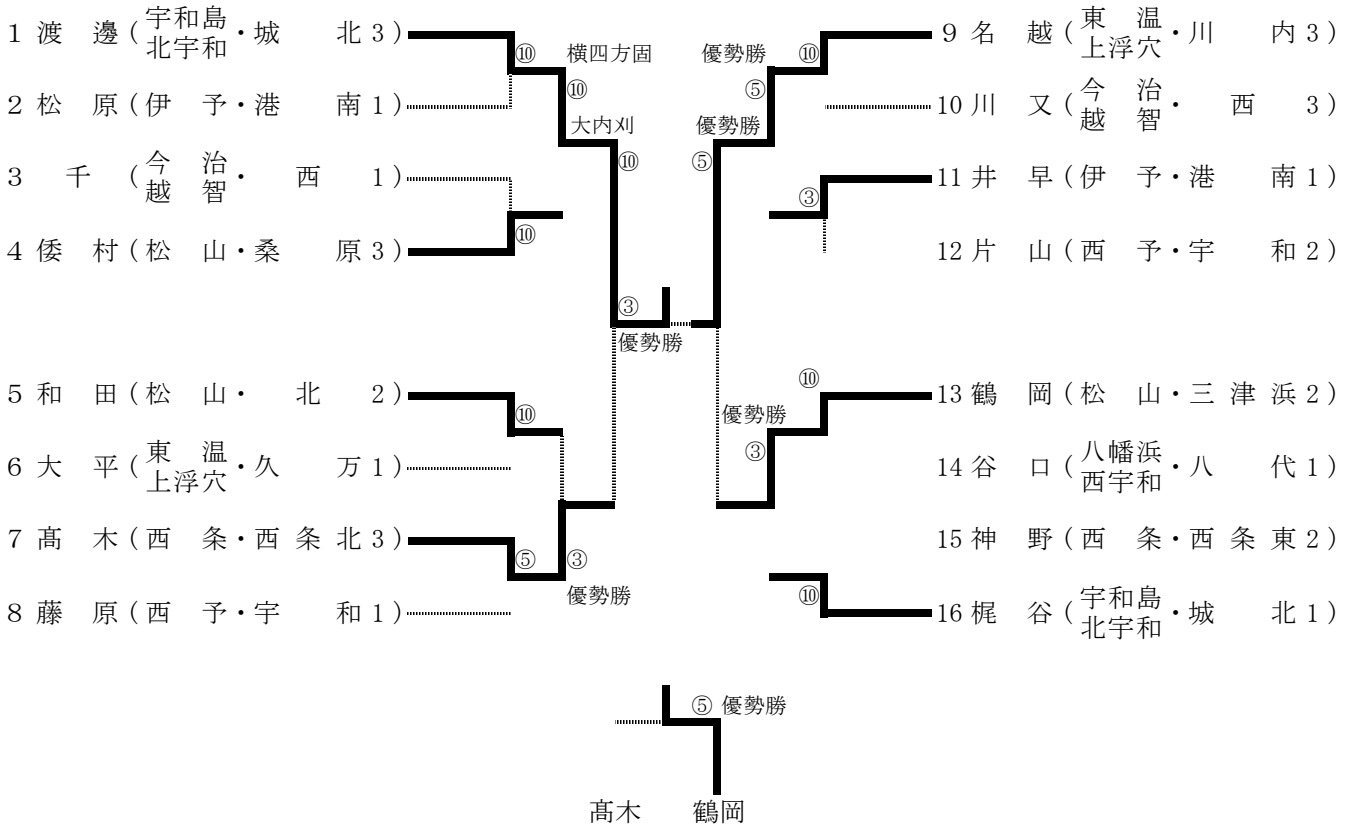 1 渡 邊 ( 宇和島北宇和 ・ 城 北 3 )
⑩
横四方固
⑩
2 松 原 ( 伊 予 ・ 港 南 1 )
大内刈
⑩
3 千 ( 今 治越 智 ・ 西 1 )
⑩
4 倭 村 ( 松 山 ・ 桑 原 3 )
③
優勢勝
5 和 田 ( 松 山 ・ 北 2 )
⑩
6 大 平 ( 東 温上浮穴 ・ 久 万 1 )
7 髙 木 ( 西 条 ・ 西 条 北 3 )
⑤
③
優勢勝
8 藤 原 ( 西 予 ・ 宇 和 1 )
9 名 越 ( 東 温上浮穴 ・ 川 内 3 )
優勢勝
⑩
⑤
10 川 又 ( 今 治越 智 ・ 西 3 )
優勢勝
⑤
11 井 早 ( 伊 予 ・ 港 南 1 )
③
12 片 山 ( 西 予 ・ 宇 和 2 )
⑩
13 鶴 岡 ( 松 山 ・ 三 津 浜 2 )
優勢勝
③
14 谷 口 ( 八幡浜西宇和 ・ 八 代 1 )
15 神 野 ( 西 条 ・ 西 条 東 2 )
⑩
16 梶 谷 ( 宇和島北宇和 ・ 城 北 1 )
⑤ 優勢勝
髙木 鶴岡